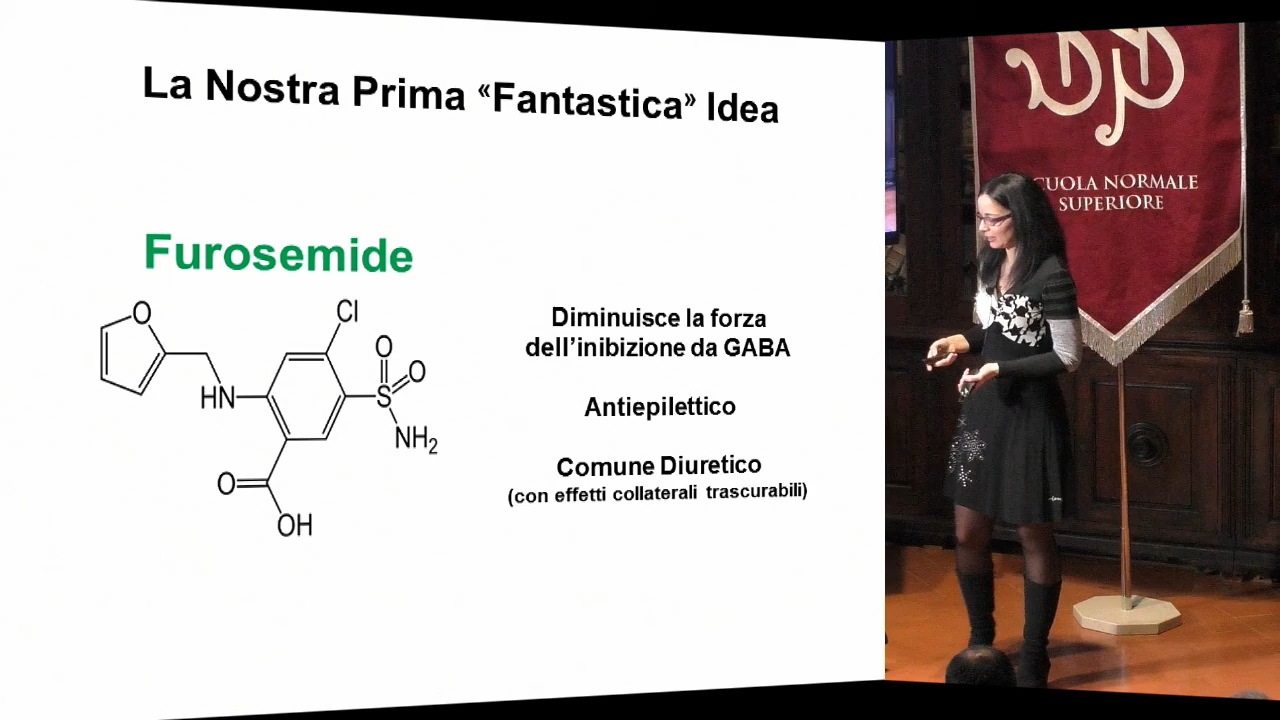 La Nostra Prima «Fantastica» Idea
Furosemide
O
Cl
HN
O
O
S
NH₂
O
OH
Diminuisce la forza
dell'inibizione da GABA
Antiepilettico
Comune Diuretico
(con effetti collaterali trascurabili)
CUOLA NORMALE
SUPERIORE